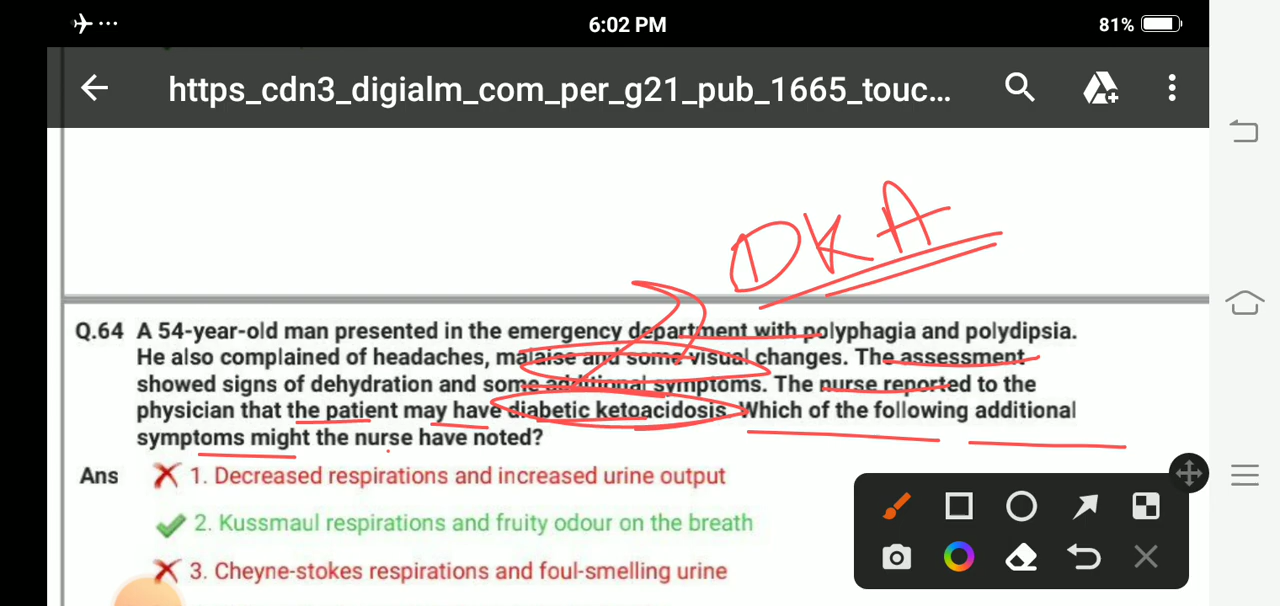 6:02 PM
81%
https_cdn3_digialm_com_per_g21_pub_1665_touc...
DKA
Q.64 A 54-year-old man presented in the emergency department with polyphagia and polydipsia.
He also complained of headaches, malaise and some visual changes. The assessment
showed signs of dehydration and some additional symptoms. The nurse reported to the
physician that the patient may have diabetic ketoacidosis. Which of the following additional
symptoms might the nurse have noted?
Ans 1. Decreased respirations and increased urine output
2. Kussmaul respirations and fruity odour on the breath
3. Cheyne-stokes respirations and foul-smelling urine